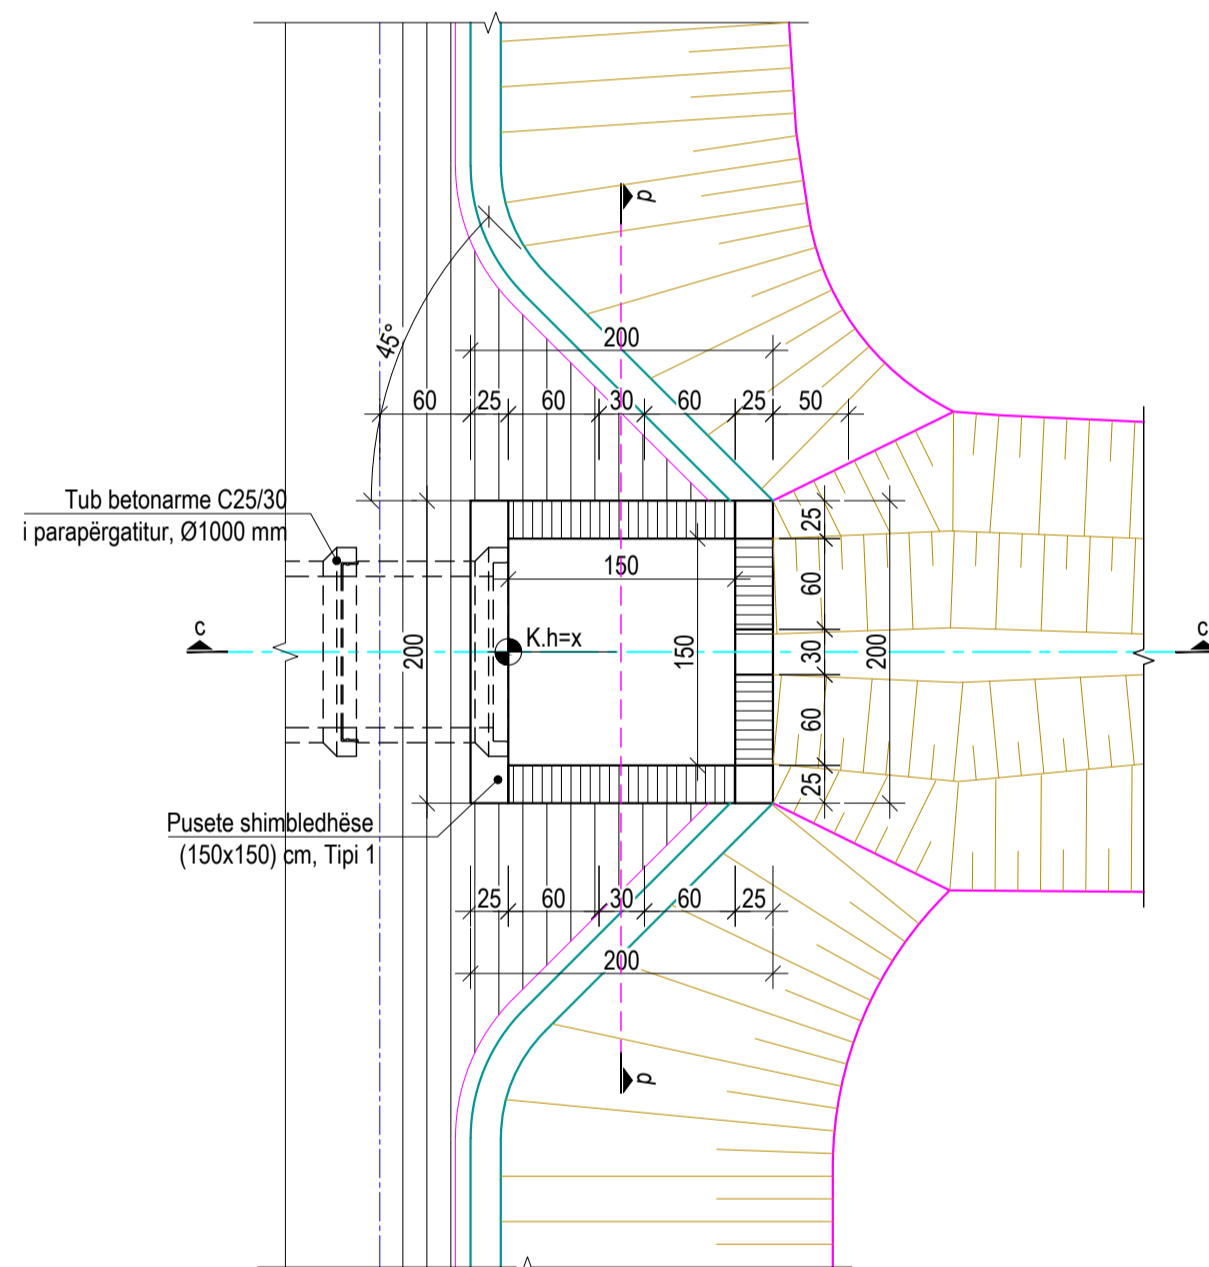 d
45°
200
60 25 60 30 60 25 50
Tub betonarme C25/30
i parapërgatitur, Ø1000 mm
25
60
30
60
25
200
150
150
200
c
K.h=x
c
Pusete shimbledhëse
(150x150) cm, Tipi 1
25 60 30 60 25
200
d